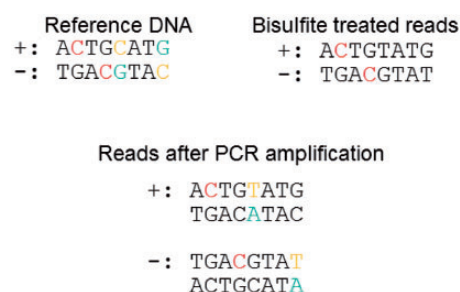 Reference DNA
+: ACTGCATG
-: TGACGTAC
Bisulfite treated reads
+: ACTGTATG
-: TGACGTAT
Reads after PCR amplification
+: ACTGTATG
TGACATAC
-: TGACGTAT
ACTGCATA